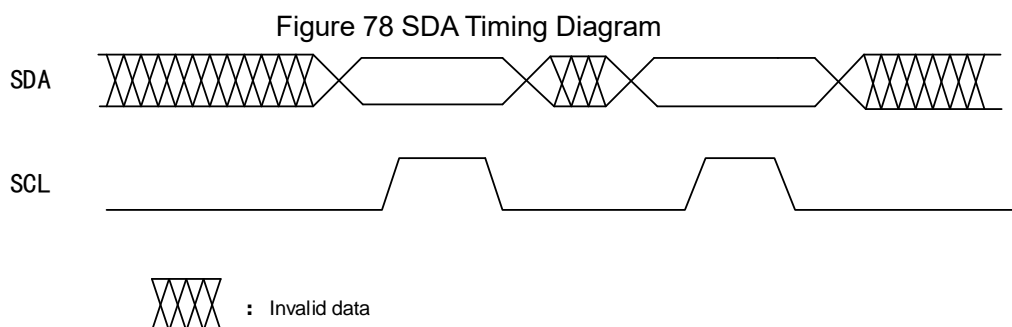 Figure 78 SDA Timing Diagram
SDA
SCL
: Invalid data